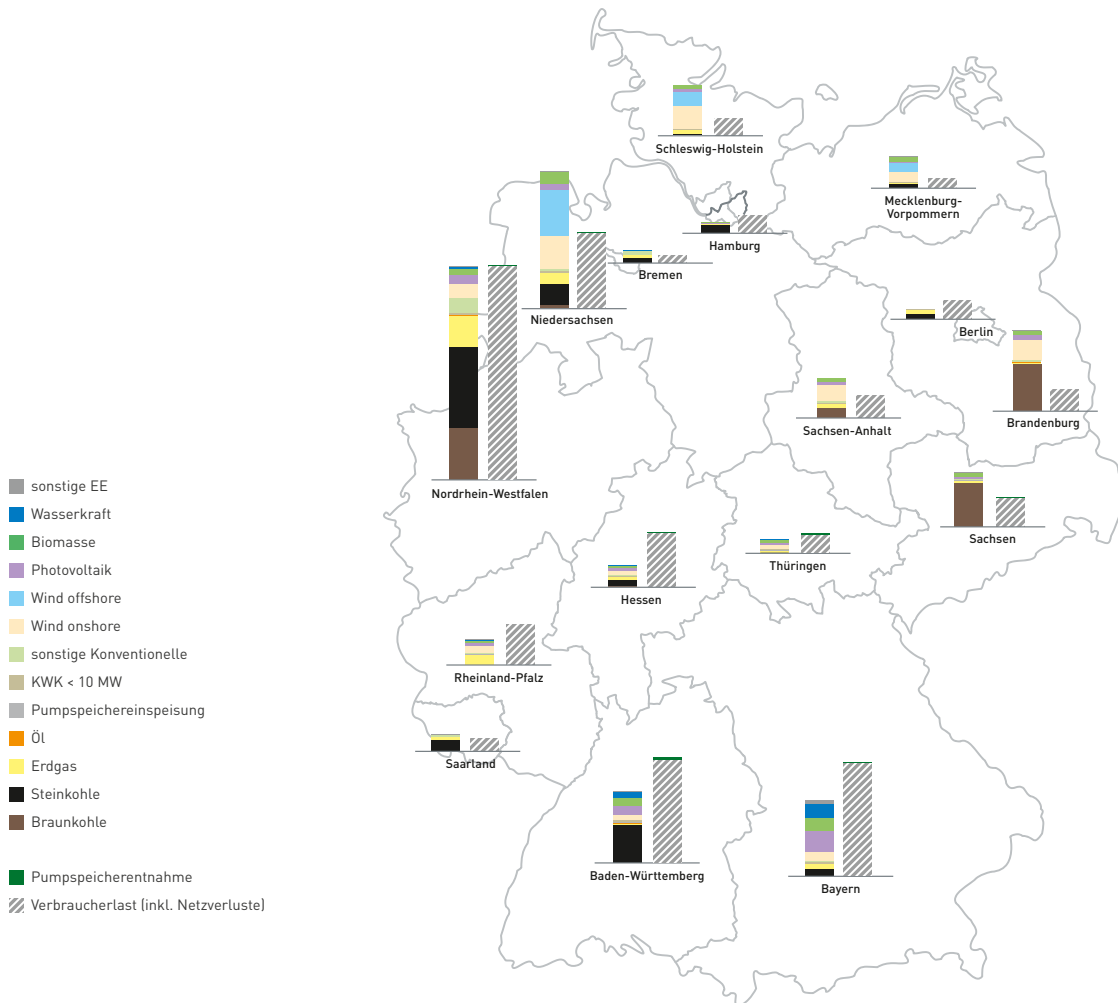 Schleswig-Holstein
Mecklenburg-
Vorpommern
Hamburg
Bremen
Niedersachsen
Berlin
Brandenburg
Sachsen-Anhalt
Nordrhein-Westfalen
Sachsen
Thüringen
Hessen
Rheinland-Pfalz
Saarland
Baden-Württemberg
Bayern
sonstige EE
Wasserkraft
Biomasse
Photovoltaik
Wind offshore
Wind onshore
sonstige Konventionelle
KWK < 10 MW
Pumpspeichereinspeisung
Öl
Erdgas
Steinkohle
Braunkohle
Pumpspeicherentnahme
Verbraucherlast (inkl. Netzverluste)